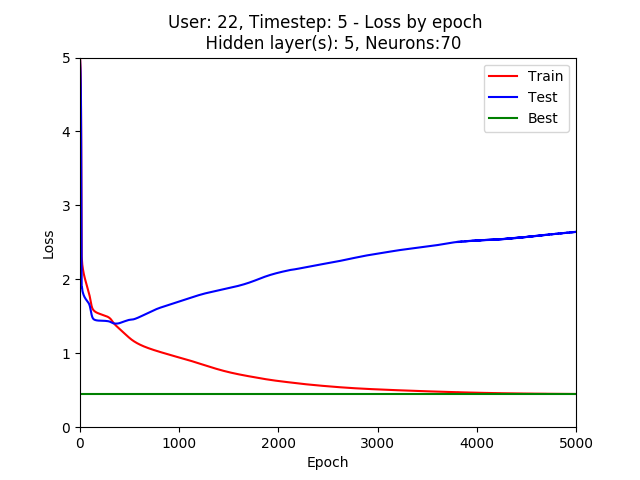 User: 22, Timestep: 5 - Loss by epoch
Hidden layer(s): 5, Neurons:70
5
4
3
2
1
0
Loss
Train
Test
Best
0 1000 2000 3000 4000 5000
Epoch